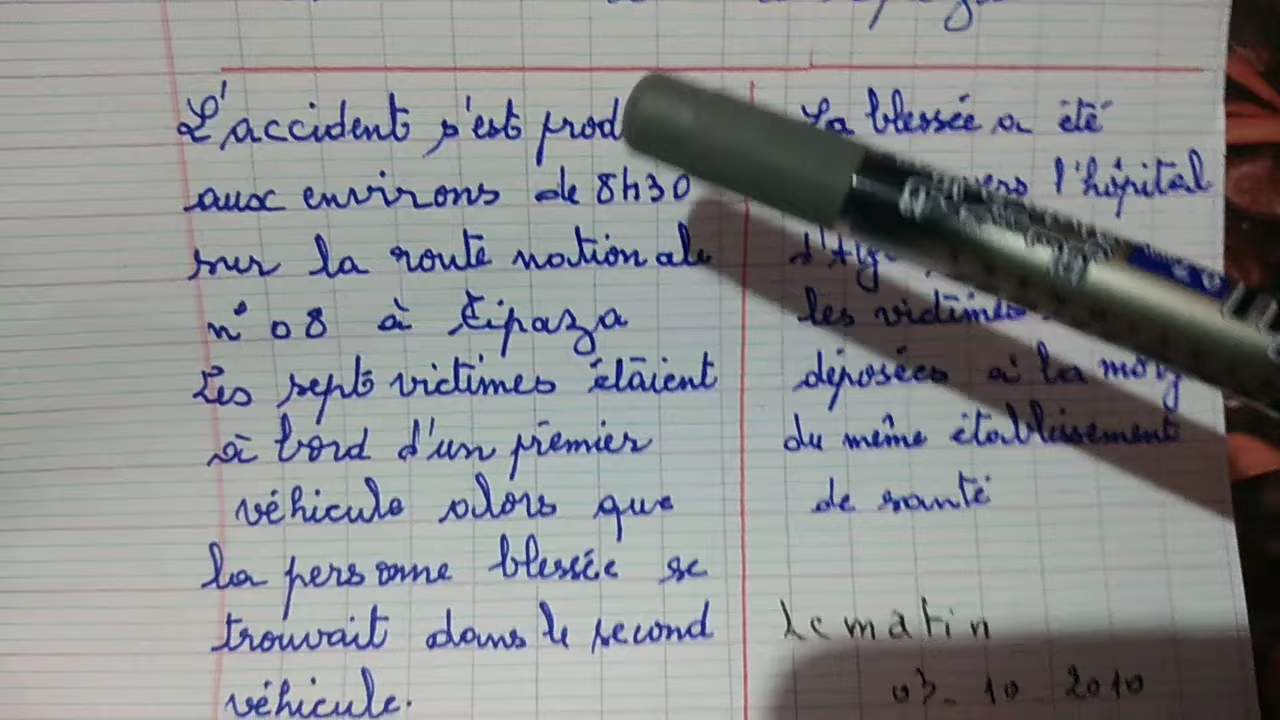 L'accident s'est prod
aux environs de 8h30
sur la route nationale
n° 08 à Tipaza
Les sept victimes étaient
à bord d'un premier
véhicule alors que
la personne blessée se
trouvait dans le second
véhicule.
La blessée a été
vers l'hôpital
les victimes
déposées à la
du même établissement
de santé
Le matin
03.10.2010